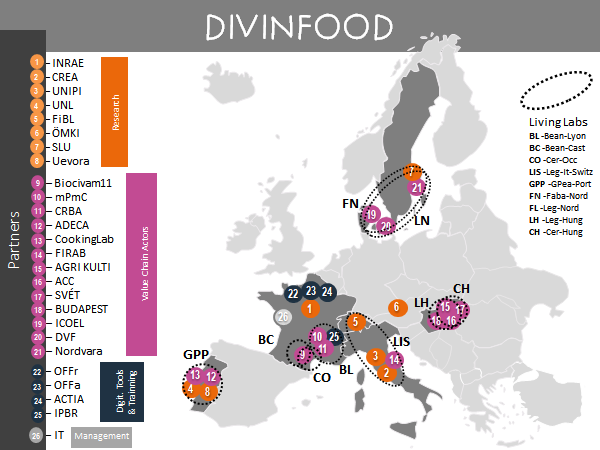 DIVINFOOD
Partners
1 INRAE
2 CREA
3 UNIPI
4 UNL
5 FiBL
6 ÖMKI
7 SLU
8 Uevora
Research
9 Biocivam11
10 mPmC
11 CRBA
12 ADECA
13 CookingLab
14 FIRAB
15 AGRI KULTI
16 ACC
17 SVÉT
18 BUDAPEST
19 ICOEL
20 DVF
21 Nordvara
Value Chain Actors
22 OFFr
23 OFFa
24 ACTIA
25 IPBR
Digit. Tools
& Tranning
26 IT
Management
Living Labs
BL -Bean-Lyon
BC -Bean-Cast
CO -Cer-Occ
LIS -Leg-It-Switz
GPP -GPea-Port
FN -Faba-Nord
FL -Leg-Nord
LH -Leg-Hung
CH -Cer-Hung
7
21
FN
19
20
LN
22
23
24
1
26
6
LH
CH
15
17
18
16
BC
10
25
11
9
5
CO
BL
LIS
3
14
2
GPP
13
12
4
8